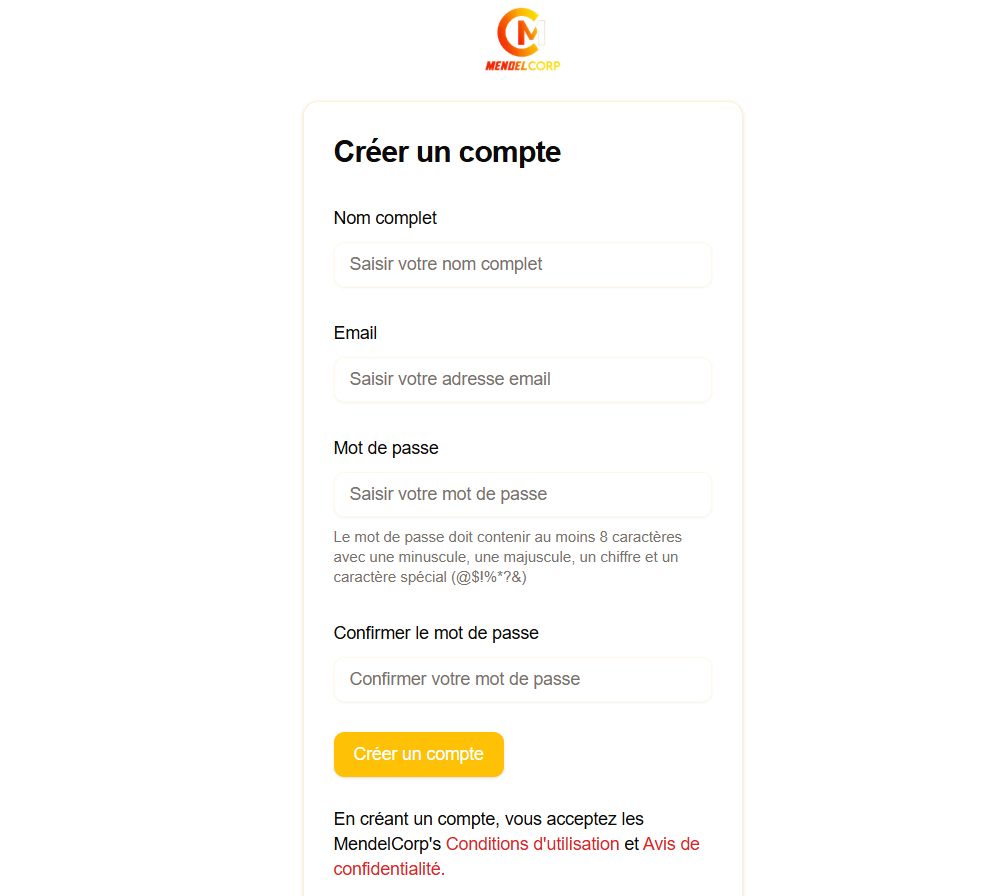 MENDELCORP
Créer un compte
Nom complet
Saisir votre nom complet
Email
Saisir votre adresse email
Mot de passe
Saisir votre mot de passe
Le mot de passe doit contenir au moins 8 caractères
avec une minuscule, une majuscule, un chiffre et un
caractère spécial (@$!%*?&)
Confirmer le mot de passe
Confirmer votre mot de passe
Créer un compte
En créant un compte, vous acceptez les
MendelCorp's Conditions d'utilisation et Avis de
confidentialité.